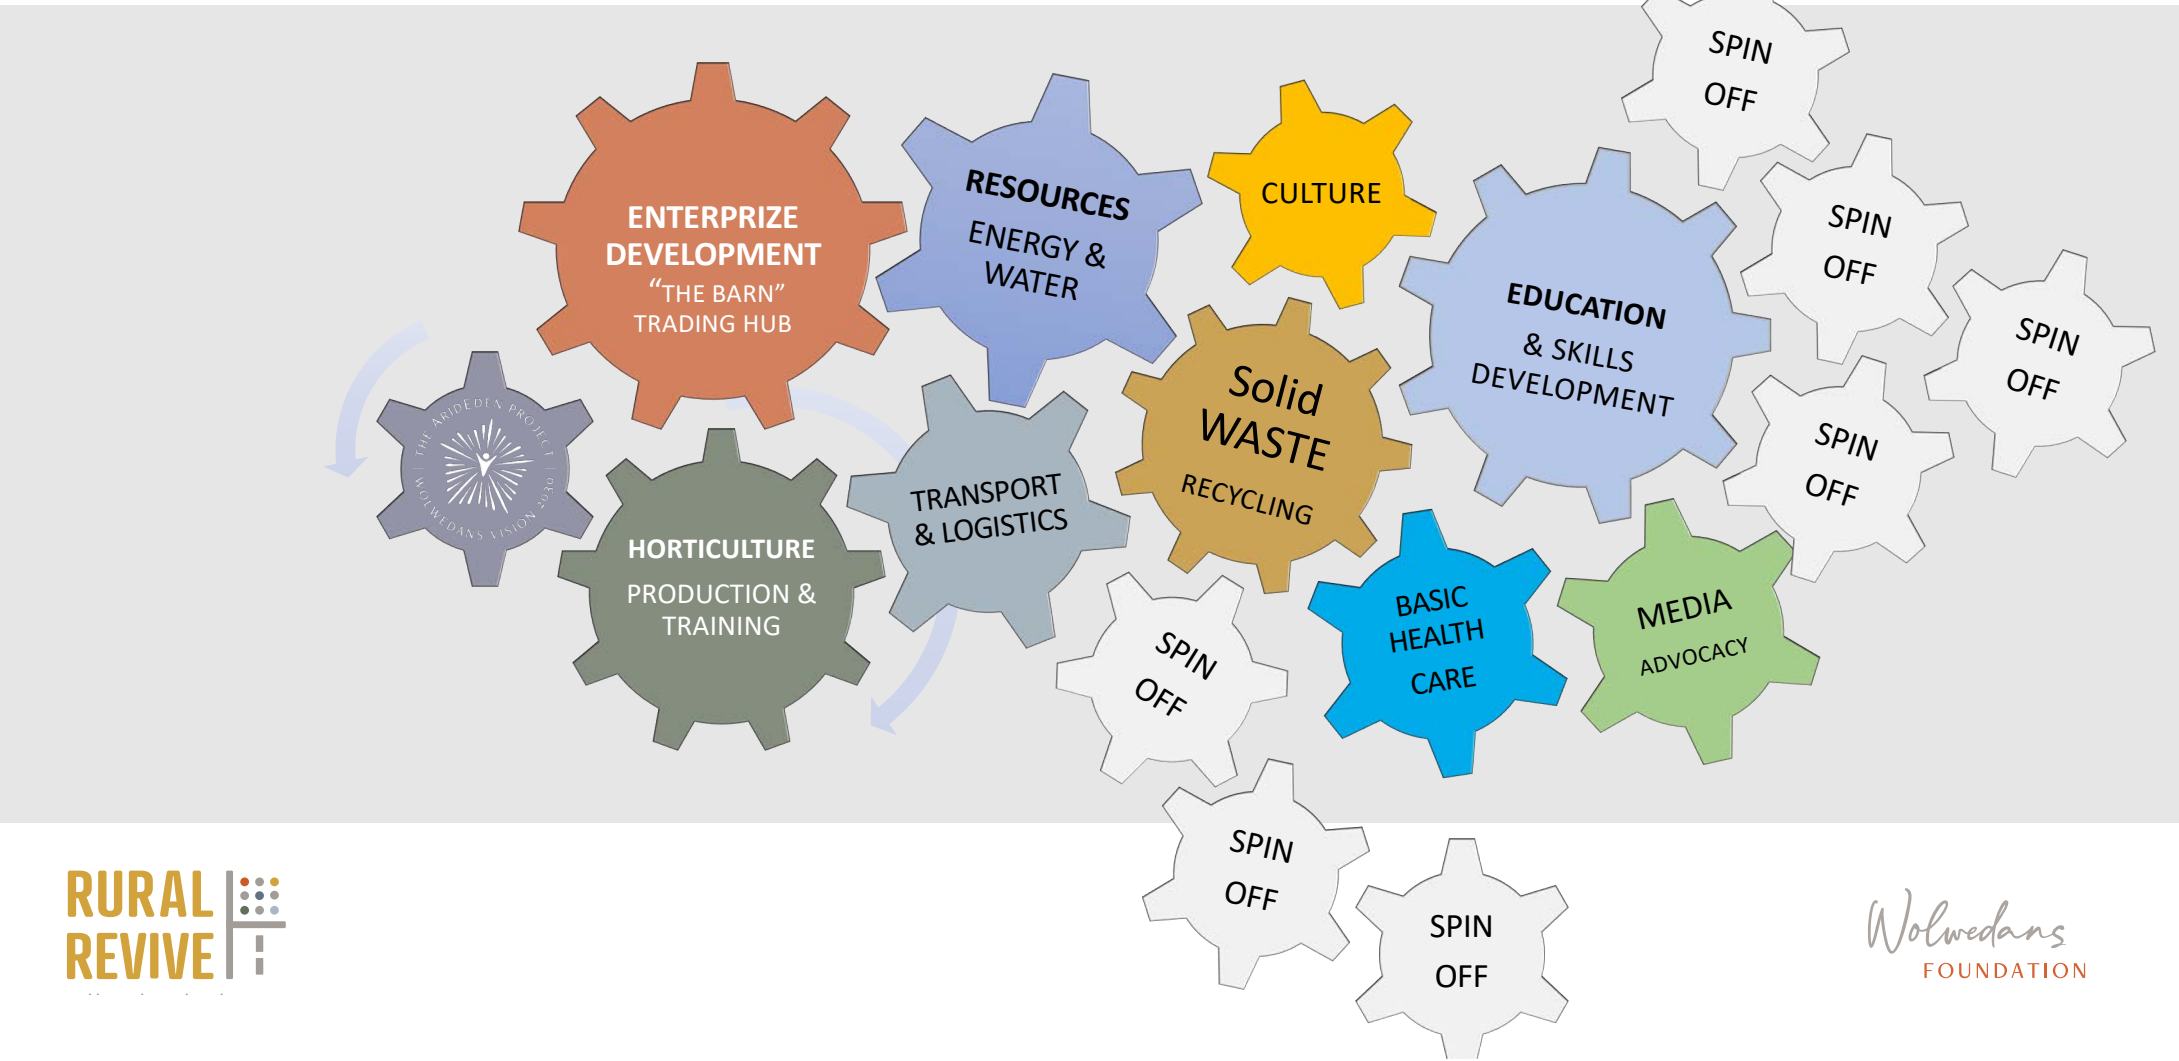 ENTERPRIZE
DEVELOPMENT
“THE BARN”
TRADING HUB
RESOURCES
ENERGY &
WATER
CULTURE
SPIN
OFF
SPIN
OFF
SPIN
OFF
SPIN
OFF
EDUCATION
& SKILLS
DEVELOPMENT
Solid
WASTE
RECYCLING
THE ARIDEDEN PROJECT
WOLWEDANS VISION 2030
HORTICULTURE
PRODUCTION &
TRAINING
TRANSPORT
& LOGISTICS
BASIC
HEALTH
CARE
MEDIA
ADVOCACY
SPIN
OFF
SPIN
OFF
SPIN
OFF
RURAL
REVIVE
Wolwedans
FOUNDATION